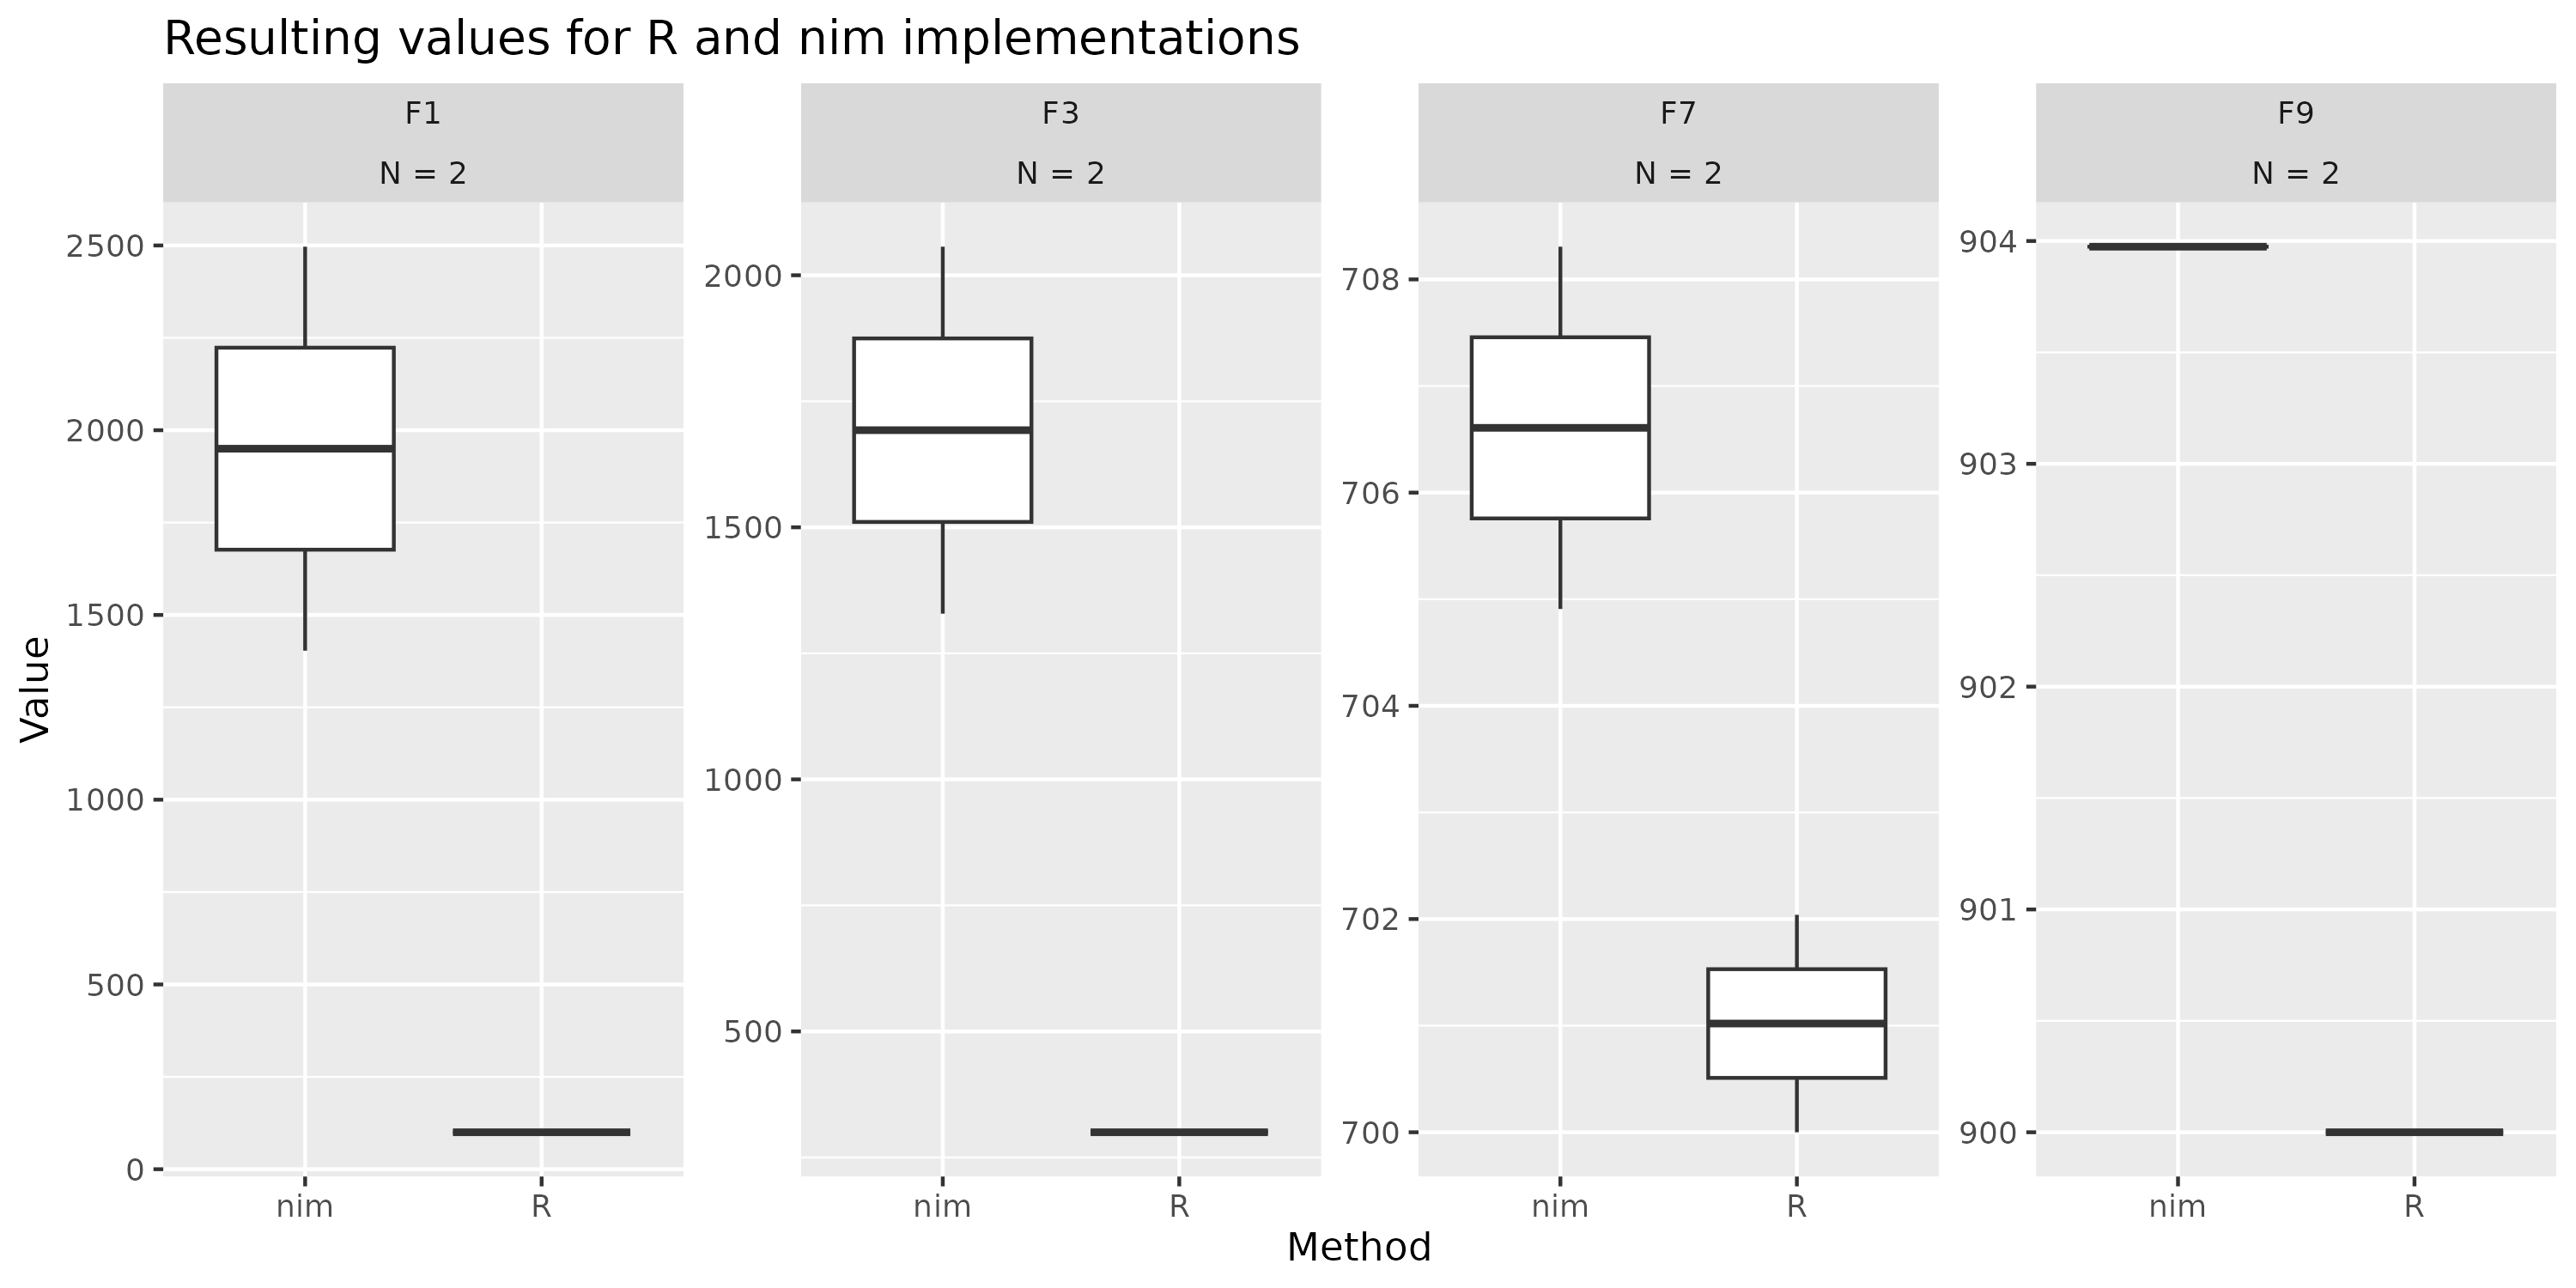 Resulting values for R and nim implementations
F1
N = 2
F3
N = 2
F7
N = 2
F9
N = 2
Value
2500
2000
1500
1000
500
0
2000
1500
1000
500
708
706
704
702
700
904
903
902
901
900
nim
R
nim
R
nim
R
nim
R
Method